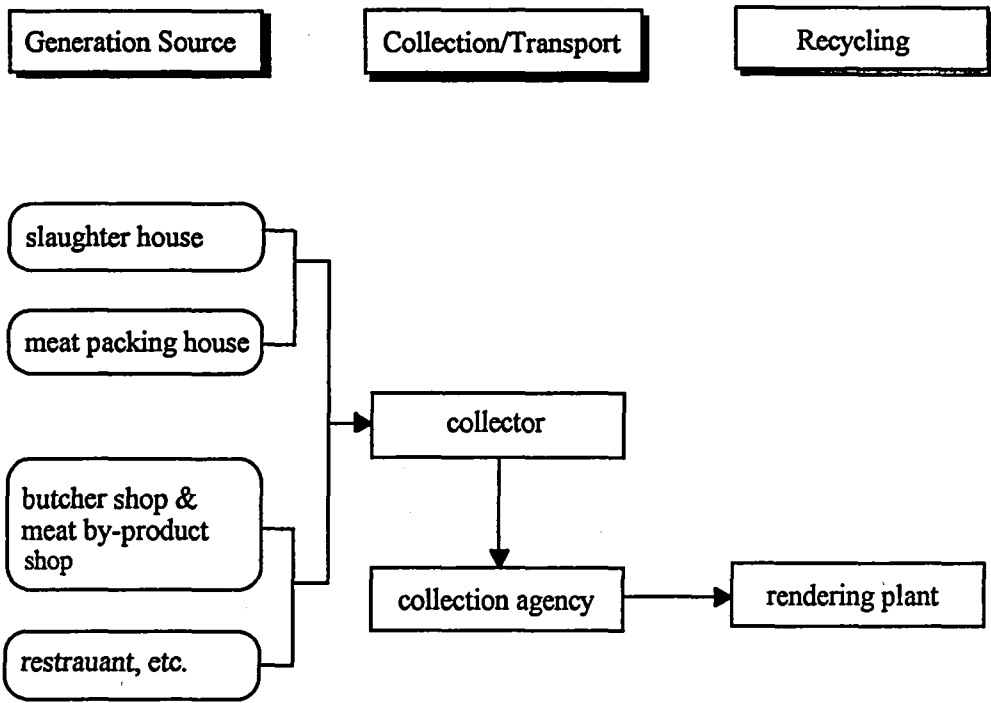 Generation Source
Collection/Transport
Recycling
slaughter house
meat packing house
collector
butcher shop &
meat by-product
shop
collection agency
rendering plant
restrauant, etc.